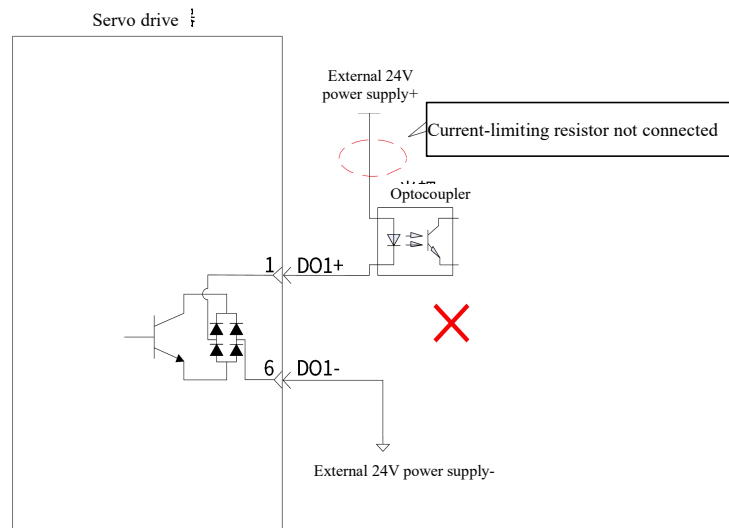 Servo drive
External 24V
power supply+
Current-limiting resistor not connected
Optocoupler
1 DO1+
6 DO1-
External 24V power supply-